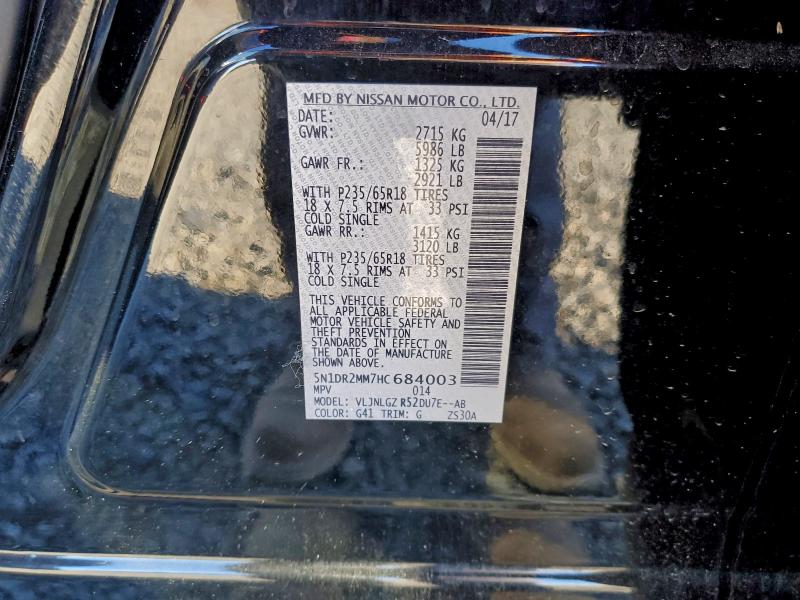 MFD BY NISSAN MOTOR CO., LTD.
DATE: 04/17
GVWR: 2715 KG
5986 LB
GAWR FR.: 1325 KG
2921 LB
WITH P235/65R18 TIRES
18 X 7.5 RIMS AT 33 PSI
COLD SINGLE
GAWR RR.: 1415 KG
3120 LB
WITH P235/65R18 TIRES
18 X 7.5 RIMS AT 33 PSI
COLD SINGLE
THIS VEHICLE CONFORMS TO
ALL APPLICABLE FEDERAL
MOTOR VEHICLE SAFETY AND
THEFT PREVENTION
STANDARDS IN EFFECT ON
THE DATE OF MANUFACTURE
SHOWN ABOVE.
5N1DR2MM7HC684003
MPV 014
MODEL: VLJNLGZ R52DU7E--AB
COLOR: G41 TRIM: G ZS30A